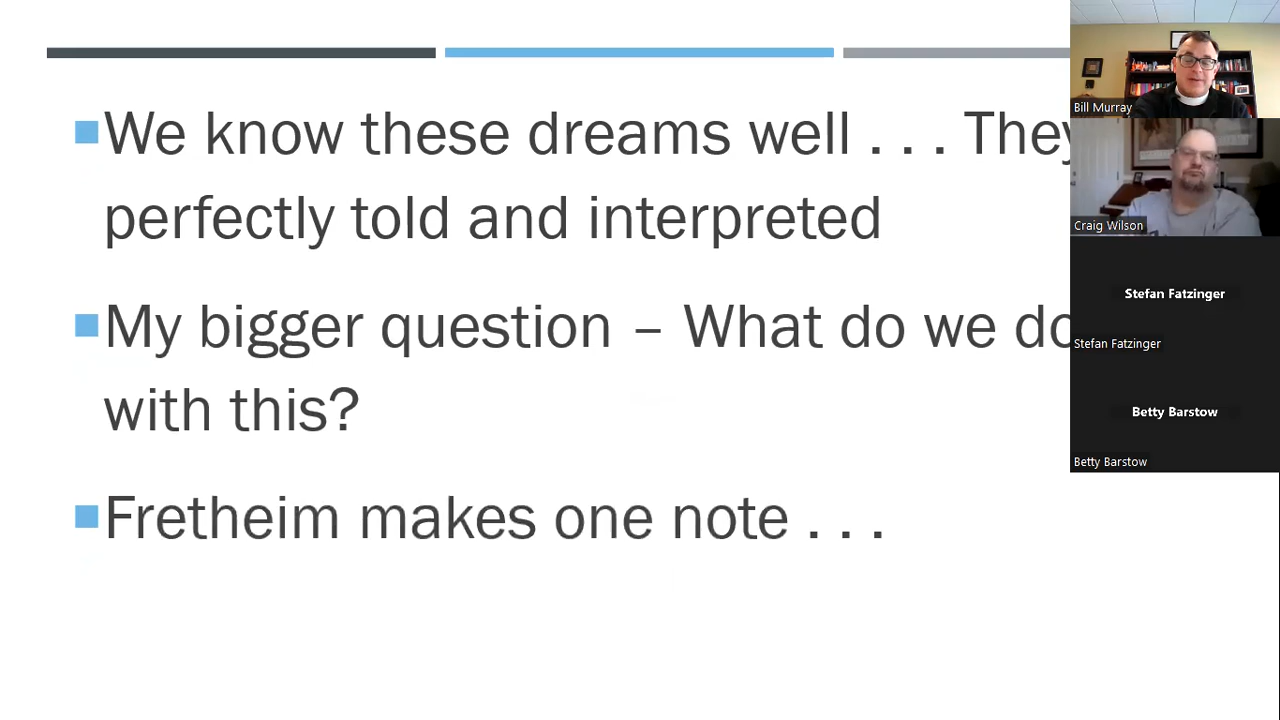 We know these dreams well . . . They
perfectly told and interpreted
My bigger question – What do we do
with this?
Fretheim makes one note . . .
Bill Murray
Craig Wilson
Stefan Fatzinger
Stefan Fatzinger
Betty Barstow
Betty Barstow